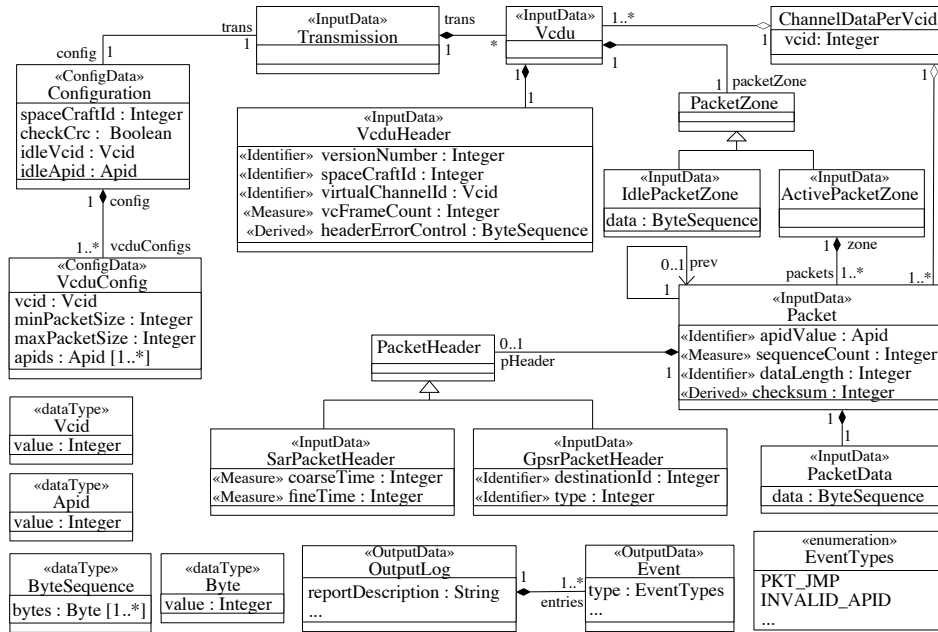 «InputData»
Transmission
trans
1
trans
1
*
«InputData»
Vcdu
1
1
1..*
1
ChannelDataPerVcid
vcid: Integer
1
config
1
«ConfigData»
Configuration
spaceCraftId : Integer
checkCrc : Boolean
idleVcid : Vcid
idleApid : Apid
1
config
1..*
vcduConfigs
«ConfigData»
VcduConfig
vcid : Vcid
minPacketSize : Integer
maxPacketSize : Integer
apids : Apid [1..*]
1
«InputData»
VcduHeader
«Identifier» versionNumber : Integer
«Identifier» spaceCraftId : Integer
«Identifier» virtualChannelId : Vcid
«Measure» vcFrameCount : Integer
«Derived» headerErrorControl : ByteSequence
1
packetZone
PacketZone
«InputData»
IdlePacketZone
data : ByteSequence
«InputData»
ActivePacketZone
1
zone
packets
1..*
1..*
0..1
prev
1
«InputData»
Packet
«Identifier» apidValue : Apid
«Measure» sequenceCount : Integer
«Identifier» dataLength : Integer
«Derived» checksum : Integer
PacketHeader
0..1
pHeader
1
1
1
«InputData»
SarPacketHeader
«Measure» coarseTime : Integer
«Measure» fineTime : Integer
«InputData»
GpsrPacketHeader
«Identifier» destinationId : Integer
«Identifier» type : Integer
«InputData»
PacketData
data : ByteSequence
«dataType»
Vcid
value : Integer
«dataType»
Apid
value : Integer
«dataType»
ByteSequence
bytes : Byte [1..*]
«dataType»
Byte
value : Integer
«OutputData»
OutputLog
reportDescription : String
...
1
1..*
entries
«OutputData»
Event
type : EventTypes
...
«enumeration»
EventTypes
PKT_JMP
INVALID_APID
...